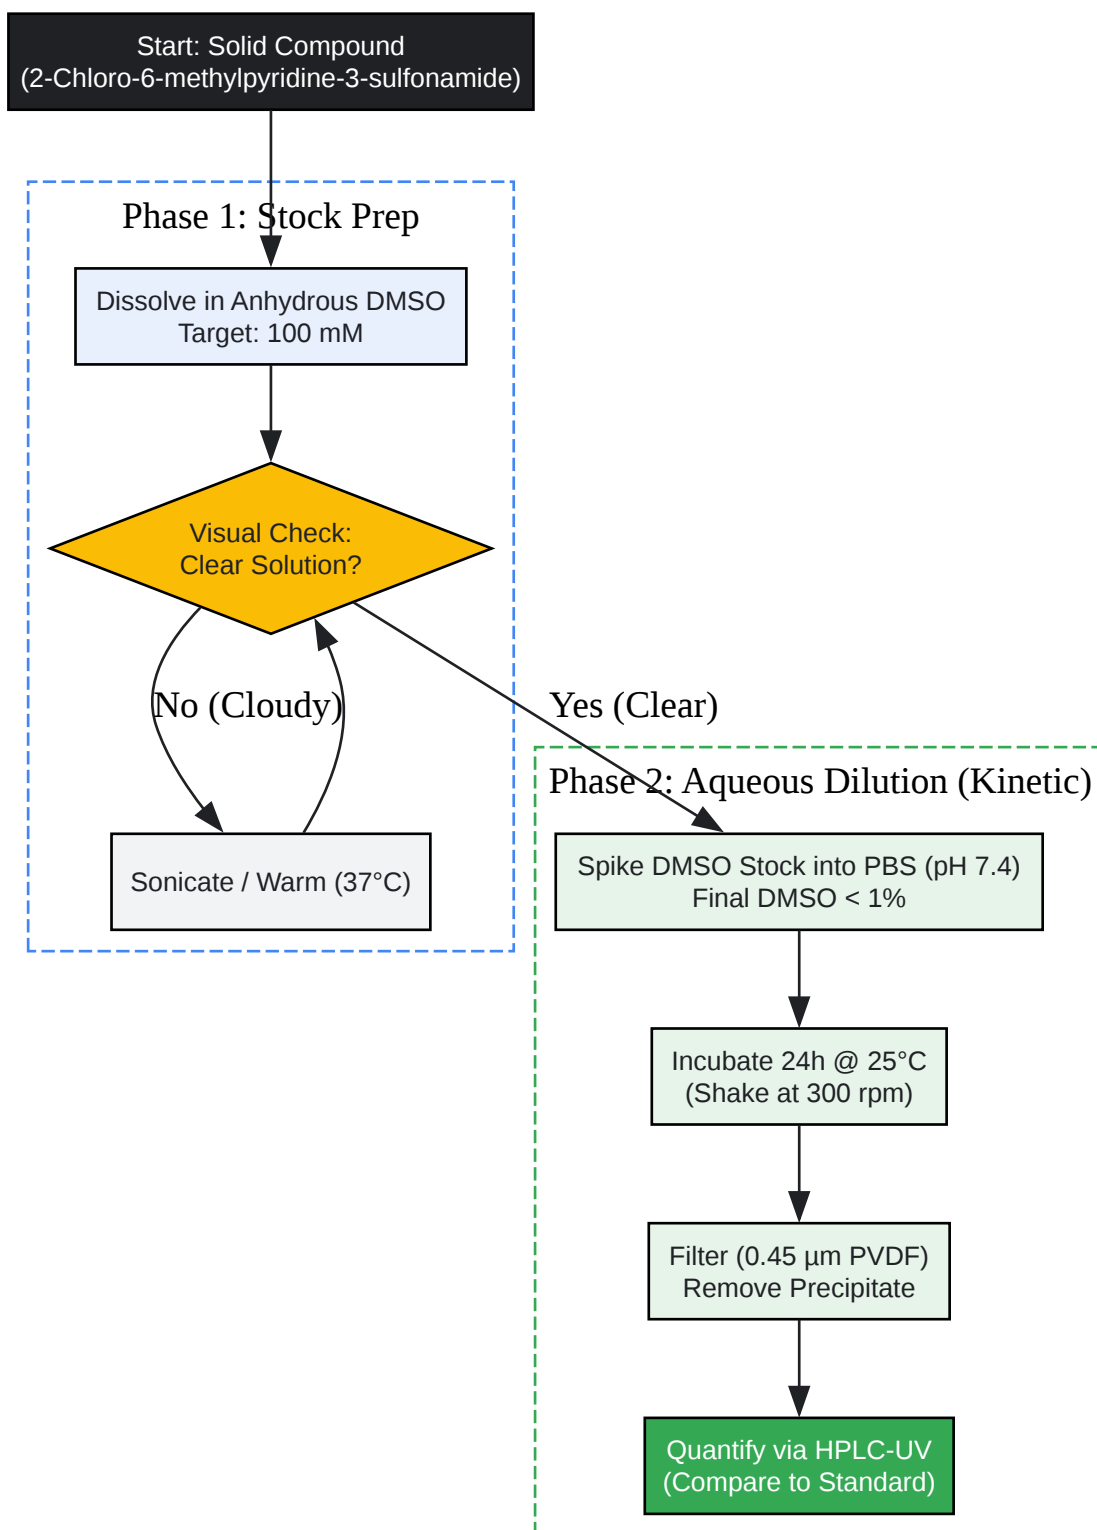 Start: Solid Compound
(2-Chloro-6-methylpyridine-3-sulfonamide)
Phase 1: Stock Prep
Dissolve in Anhydrous DMSO
Target: 100 mM
Visual Check:
Clear Solution?
No (Cloudy)
Yes (Clear)
Sonicate / Warm (37°C)
Phase 2: Aqueous Dilution (Kinetic)
Spike DMSO Stock into PBS (pH 7.4)
Final DMSO < 1%
Incubate 24h @ 25°C
(Shake at 300 rpm)
Filter (0.45 µm PVDF)
Remove Precipitate
Quantify via HPLC-UV
(Compare to Standard)